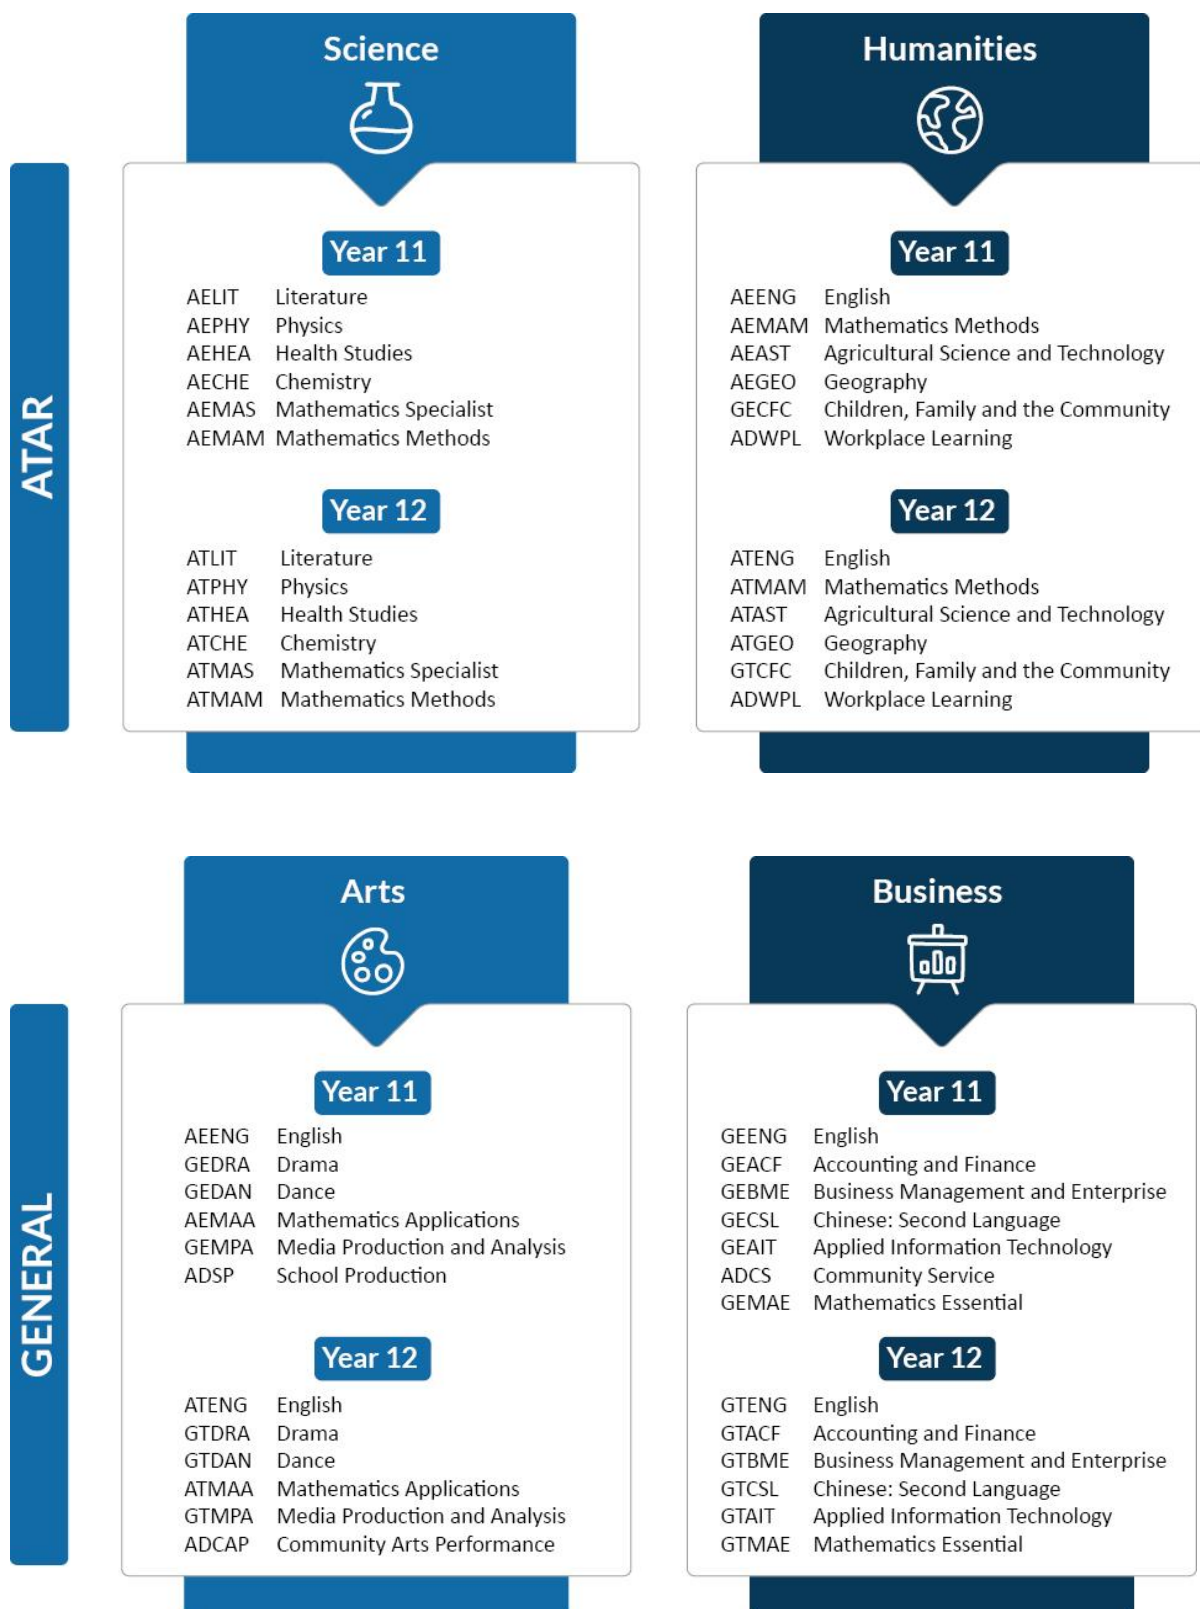 ATAR
Science
Year 11
AELIT Literature
AEPHY Physics
AEHEA Health Studies
AECHE Chemistry
AEMAS Mathematics Specialist
AEMAM Mathematics Methods
Year 12
ATLIT Literature
ATPHY Physics
ATHEA Health Studies
ATCHE Chemistry
ATMAS Mathematics Specialist
ATMAM Mathematics Methods
Humanities
Year 11
AEENG English
AEMAM Mathematics Methods
AEAST Agricultural Science and Technology
AEGEO Geography
GECFC Children, Family and the Community
ADWPL Workplace Learning
Year 12
ATENG English
ATMAM Mathematics Methods
ATAST Agricultural Science and Technology
ATGEO Geography
GTCFC Children, Family and the Community
ADWPL Workplace Learning
GENERAL
Arts
Year 11
AEENG English
GEDRA Drama
GEDAN Dance
AEMAA Mathematics Applications
GEMPA Media Production and Analysis
ADSP School Production
Year 12
ATENG English
GTDRA Drama
GTDAN Dance
ATMAA Mathematics Applications
GTMPA Media Production and Analysis
ADCAP Community Arts Performance
Business
Year 11
GEENG English
GEACF Accounting and Finance
GEBME Business Management and Enterprise
GECSL Chinese: Second Language
GEAIT Applied Information Technology
ADCS Community Service
GEMAE Mathematics Essential
Year 12
GTENG English
GTACF Accounting and Finance
GTBME Business Management and Enterprise
GTCSL Chinese: Second Language
GTAIT Applied Information Technology
GTMAE Mathematics Essential